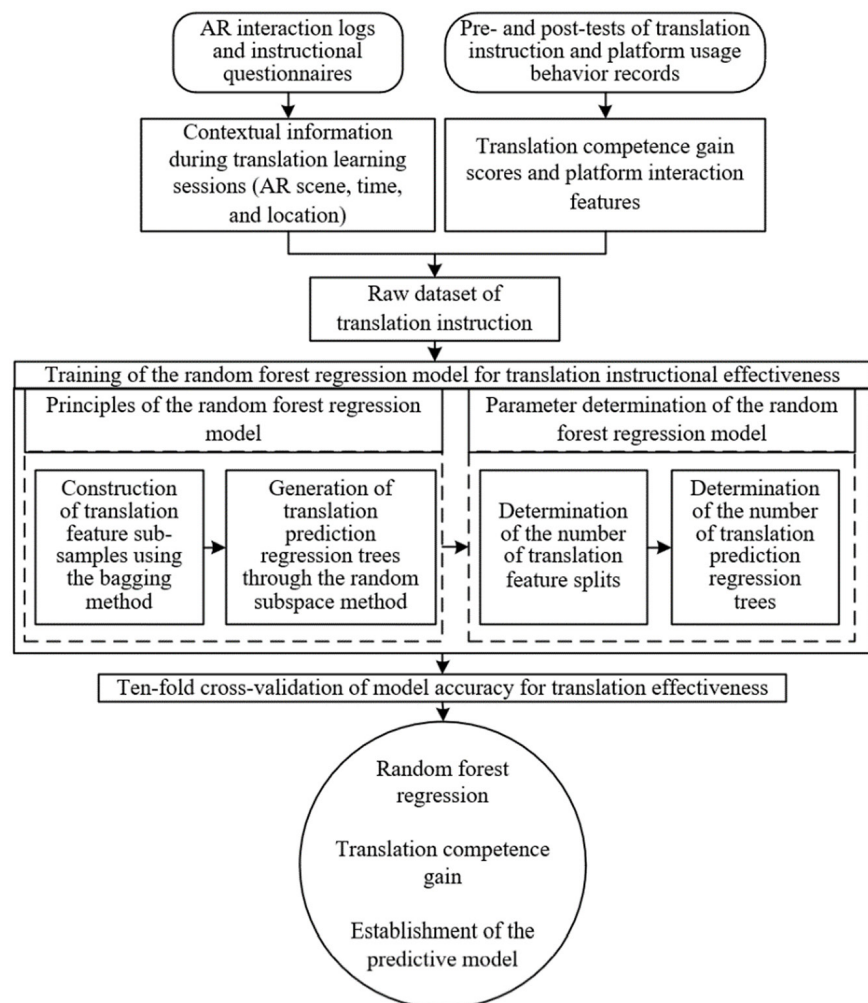 AR interaction logs
and instructional
questionnaires
Pre- and post-tests of translation
instruction and platform usage
behavior records
Contextual information
during translation learning
sessions (AR scene, time,
and location)
Translation competence gain
scores and platform interaction
features
Raw dataset of
translation instruction
Training of the random forest regression model for translation instructional effectiveness
Principles of the random forest regression
model
Parameter determination of the random
forest regression model
Construction
of translation
feature sub-
samples using
the bagging
method
Generation of
translation
prediction
regression trees
through the random
subspace method
Determination
of the number
of translation
feature splits
Determination
of the number
of translation
prediction
regression
trees
Ten-fold cross-validation of model accuracy for translation effectiveness
Random forest
regression
Translation competence
gain
Establishment of the
predictive model